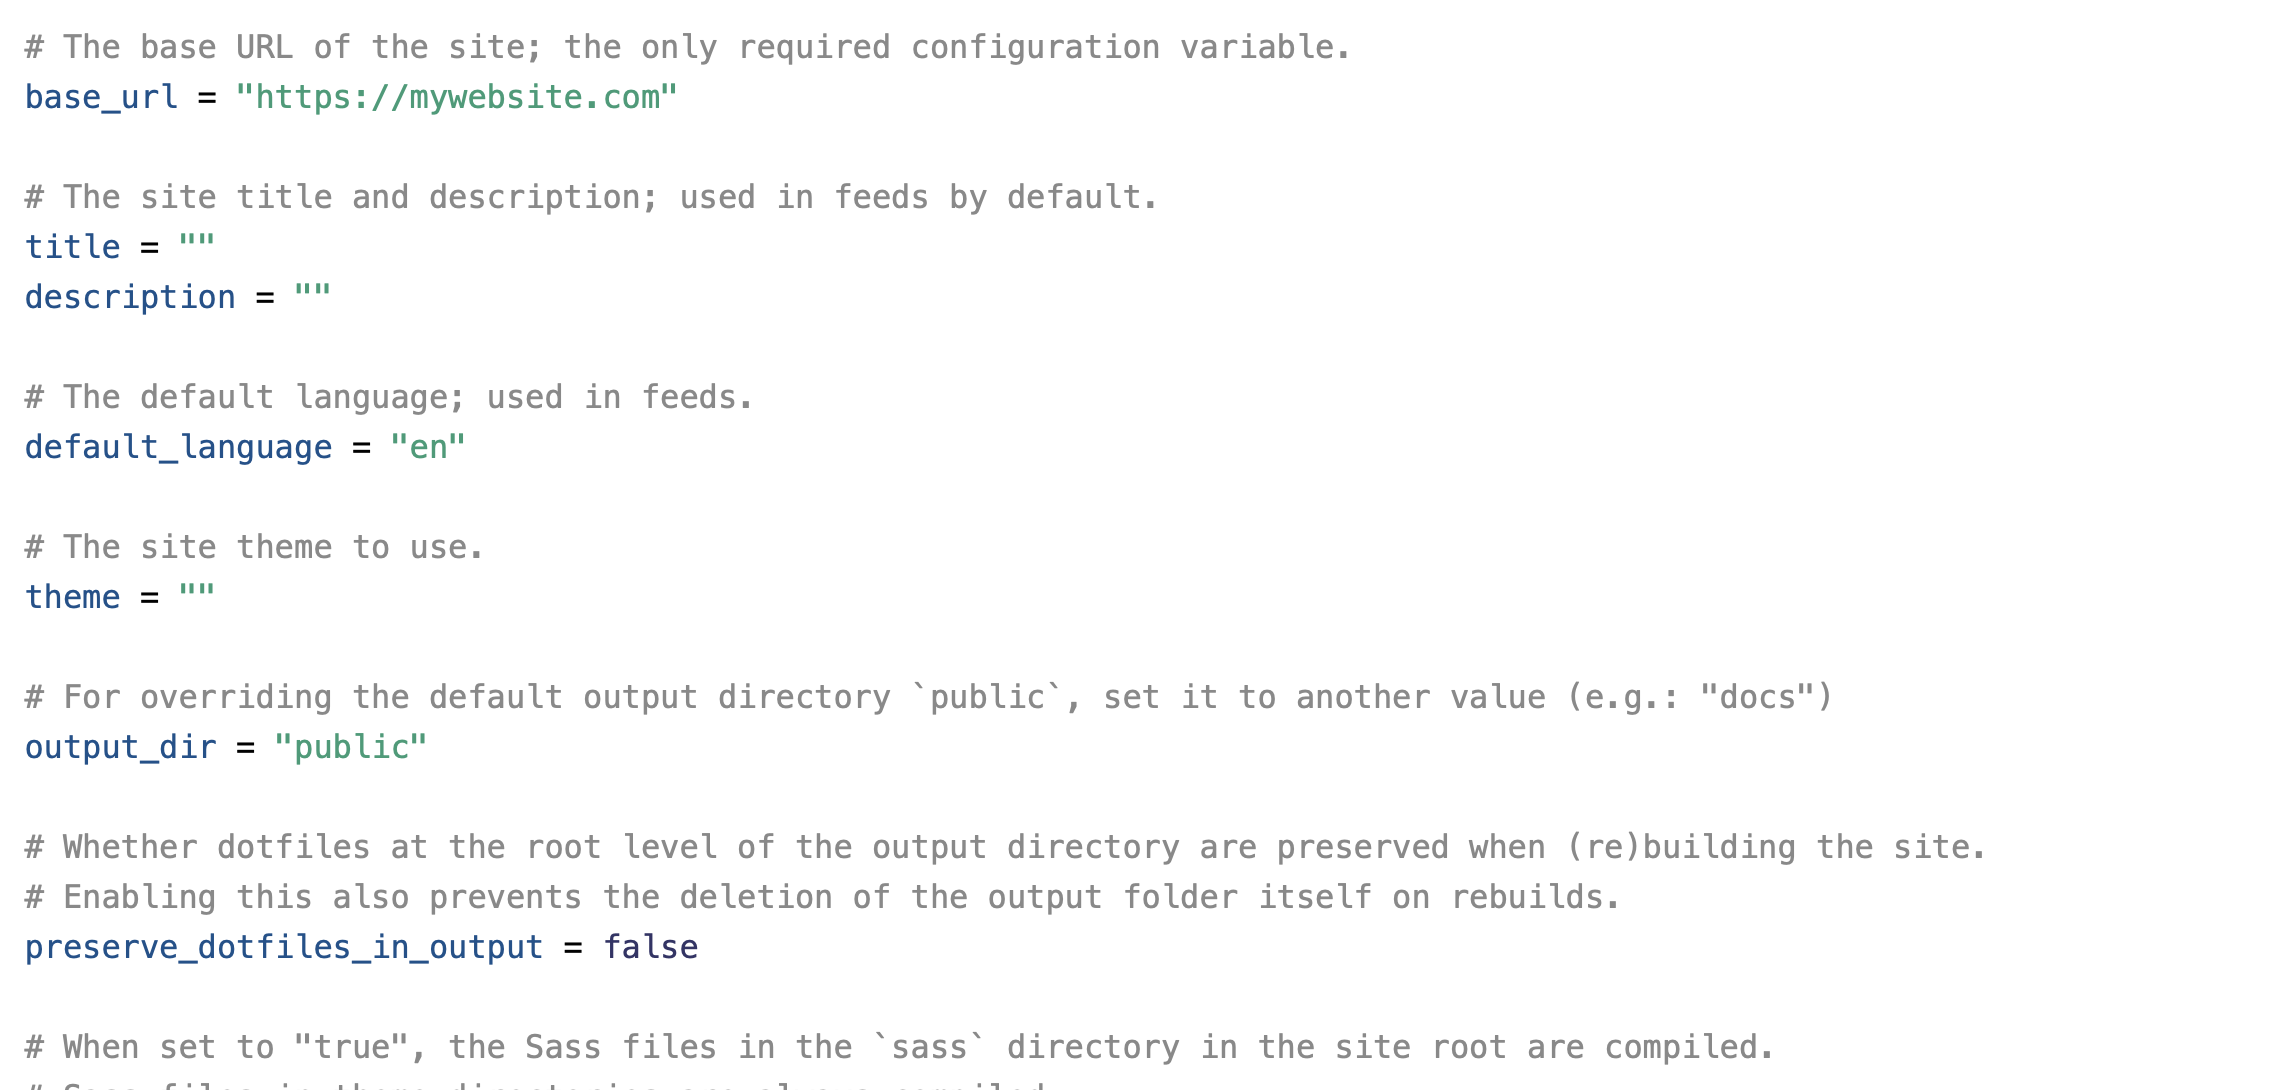 # The base URL of the site; the only required configuration variable.
base_url = "https://mywebsite.com"
# The site title and description; used in feeds by default.
title = ""
description = ""
# The default language; used in feeds.
default_language = "en"
# The site theme to use.
theme = ""
# For overriding the default output directory `public`, set it to another value (e.g.: "docs")
output_dir = "public"
# Whether dotfiles at the root level of the output directory are preserved when (re)building the site.
# Enabling this also prevents the deletion of the output folder itself on rebuilds.
preserve_dotfiles_in_output = false
# When set to "true", the Sass files in the `sass` directory in the site root are compiled.